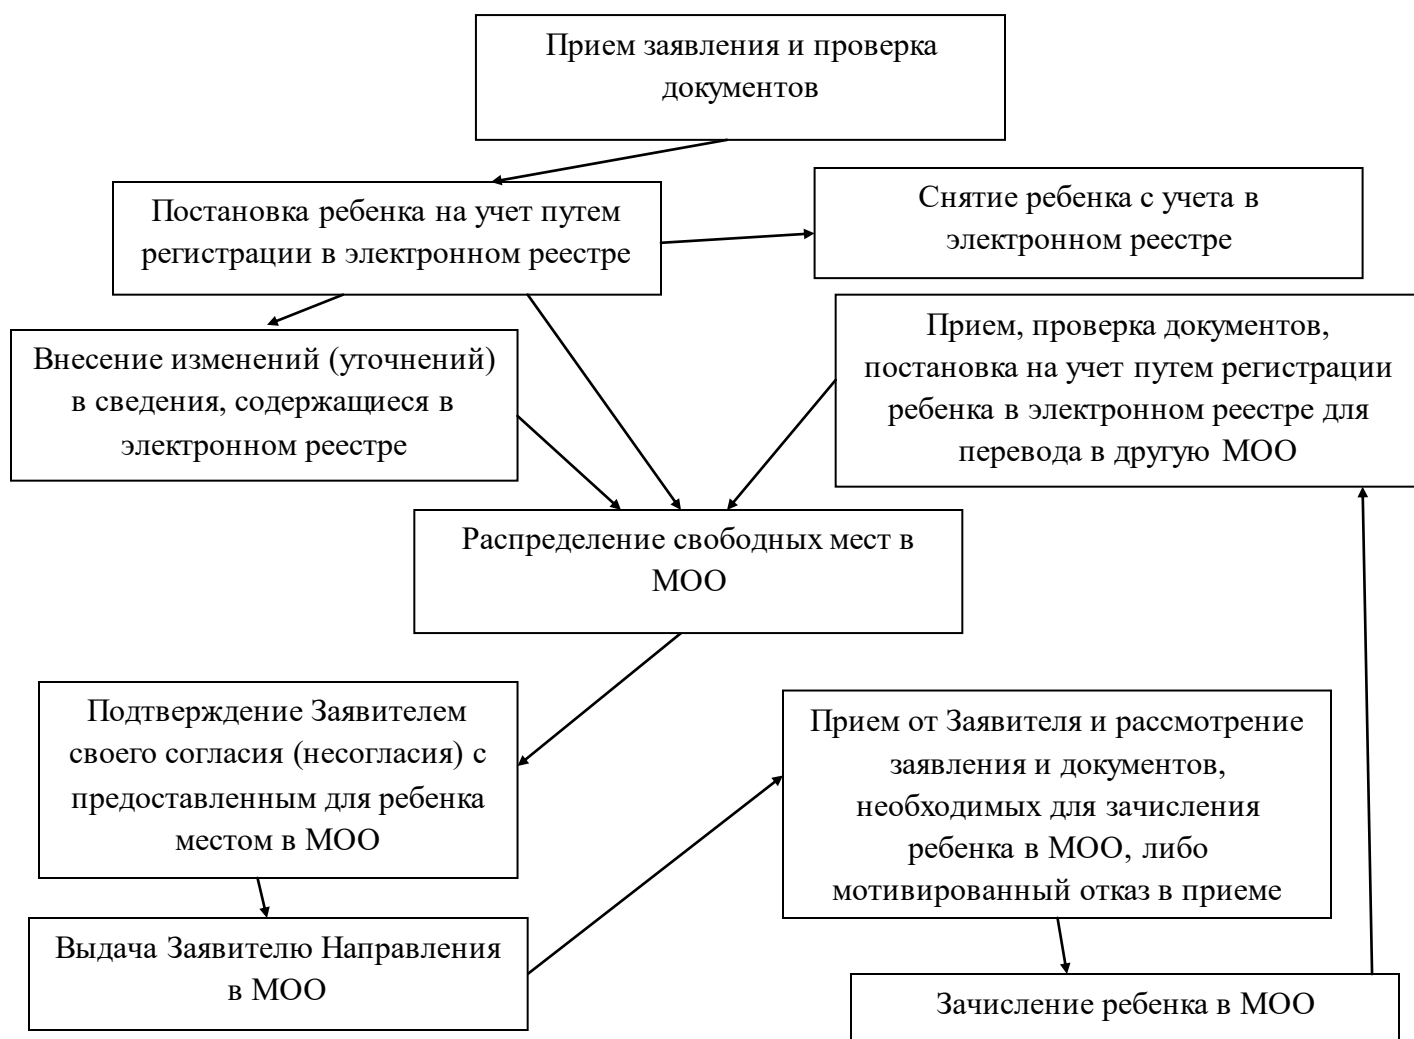 Прием заявления и проверка
документов
Постановка ребенка на учет путем
регистрации в электронном реестре
Снятие ребенка с учета в
электронном реестре
Внесение изменений (уточнений)
в сведения, содержащиеся в
электронном реестре
Прием, проверка документов,
постановка на учет путем регистрации
ребенка в электронном реестре для
перевода в другую МОО
Распределение свободных мест в
МОО
Подтверждение Заявителем
своего согласия (несогласия) с
предоставленным для ребенка
местом в МОО
Прием от Заявителя и рассмотрение
заявления и документов,
необходимых для зачисления
ребенка в МОО, либо
мотивированный отказ в приеме
Выдача Заявителю Направления
в МОО
Зачисление ребенка в МОО